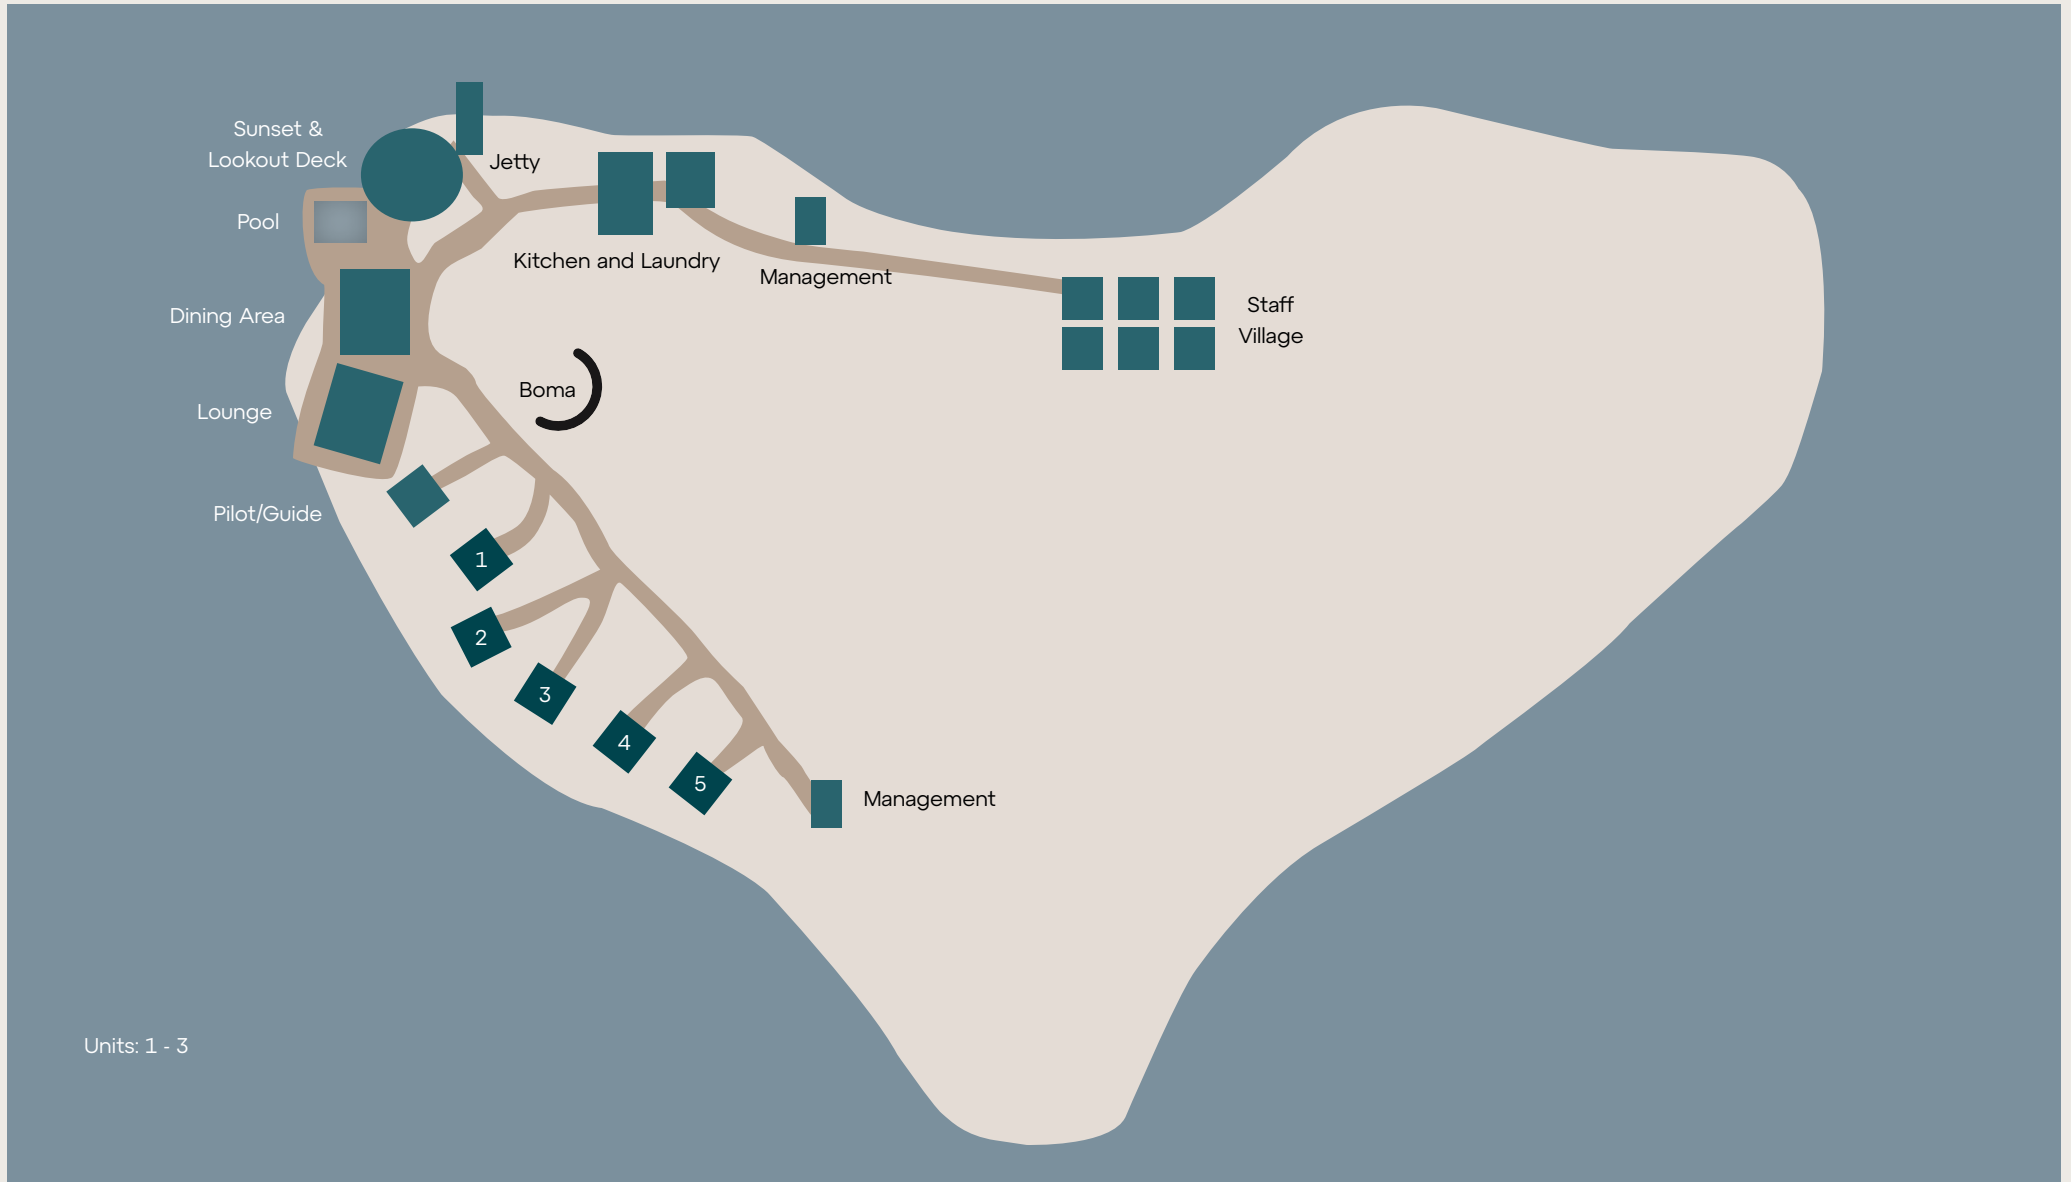 Sunset &
Lookout Deck
Jetty
Pool
Kitchen and Laundry
Management
Dining Area
Staff
Village
Boma
Lounge
Pilot/Guide
1
2
3
4
5
Management
Units: 1 - 3